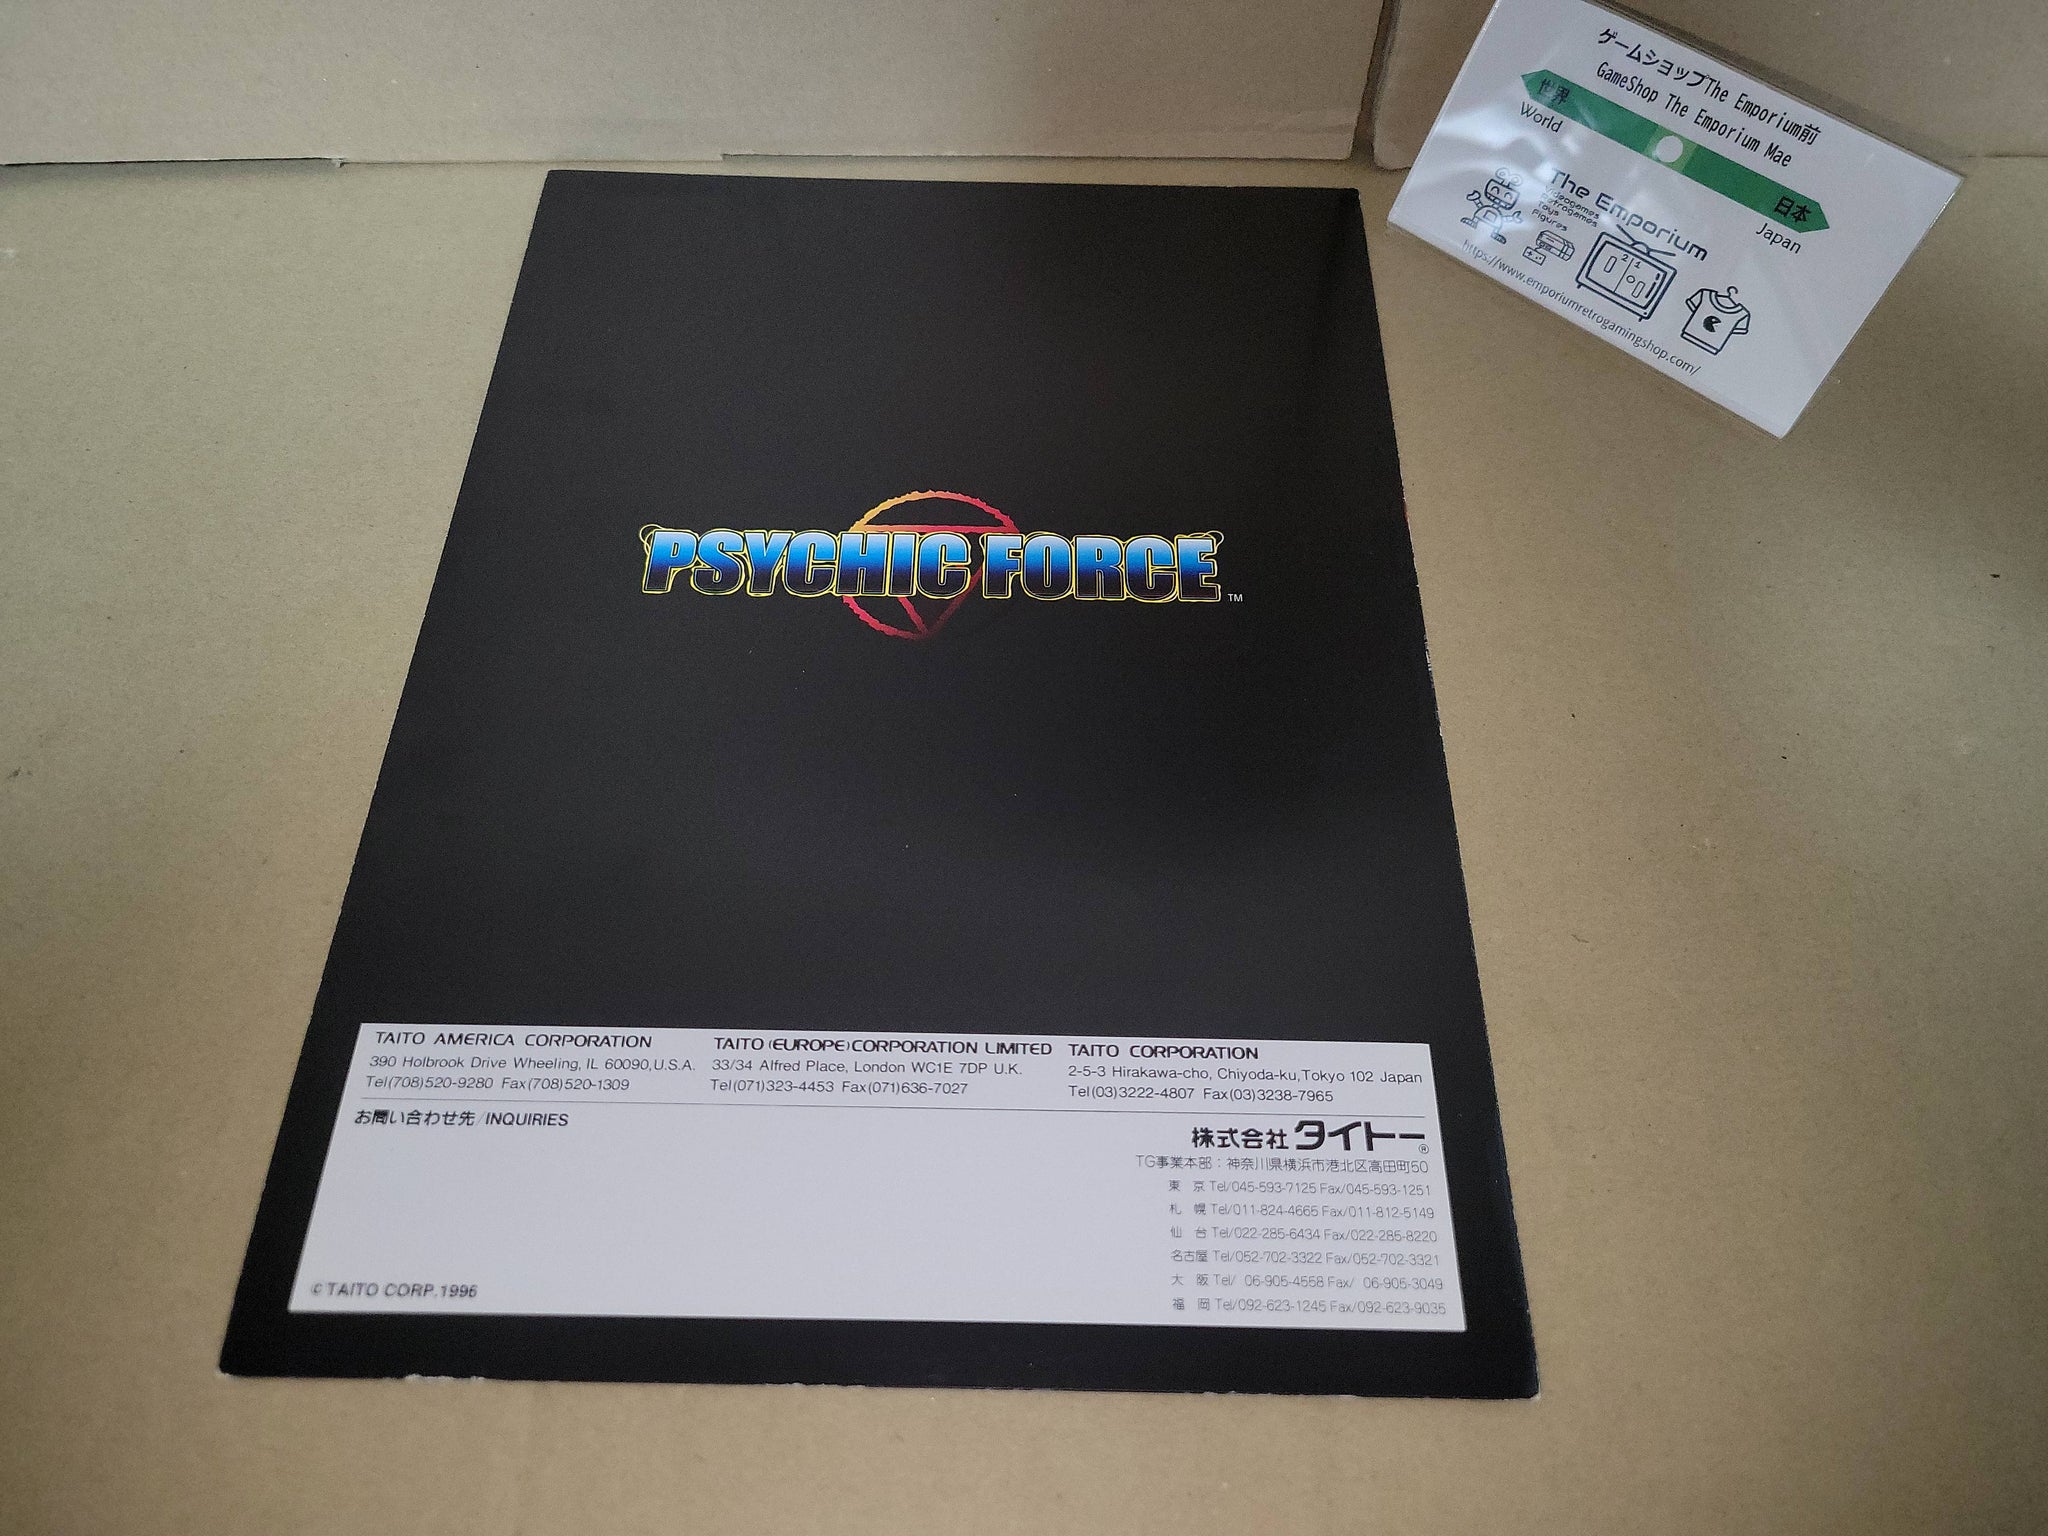 ゲームショップThe Emporium前
GameShop The Emporium Mae
世界
World
日本
Japan
The Emporium
Videogames
Retrogames
Toys
Figures
2 1
https://www.emporiumretrogamingshop.com/
PSYCHIC FORCE TM
TAITO AMERICA CORPORATION
390 Holbrook Drive Wheeling, IL 60090,U.S.A.
Tel(708)520-9280 Fax(708)520-1309
TAITO (EUROPE) CORPORATION LIMITED
33/34 Alfred Place, London WC1E 7DP U.K.
Tel(071)323-4453 Fax(071)636-7027
TAITO CORPORATION
2-5-3 Hirakawa-cho, Chiyoda-ku,Tokyo 102 Japan
Tel(03)3222-4807 Fax(03)3238-7965
お問い合わせ先/INQUIRIES
株式会社タイトー®
TG事業本部:神奈川県横浜市港北区高田町50
東 京 Tel/045-593-7125 Fax/045-593-1251
札 幌 Tel/011-824-4665 Fax/011-812-5149
仙 台 Tel/022-285-6434 Fax/022-285-8220
名古屋 Tel/052-702-3322 Fax/052-702-3321
大 阪 Tel/ 06-905-4558 Fax/ 06-905-3049
福 岡 Tel/092-623-1245 Fax/092-623-9035
© TAITO CORP.1996